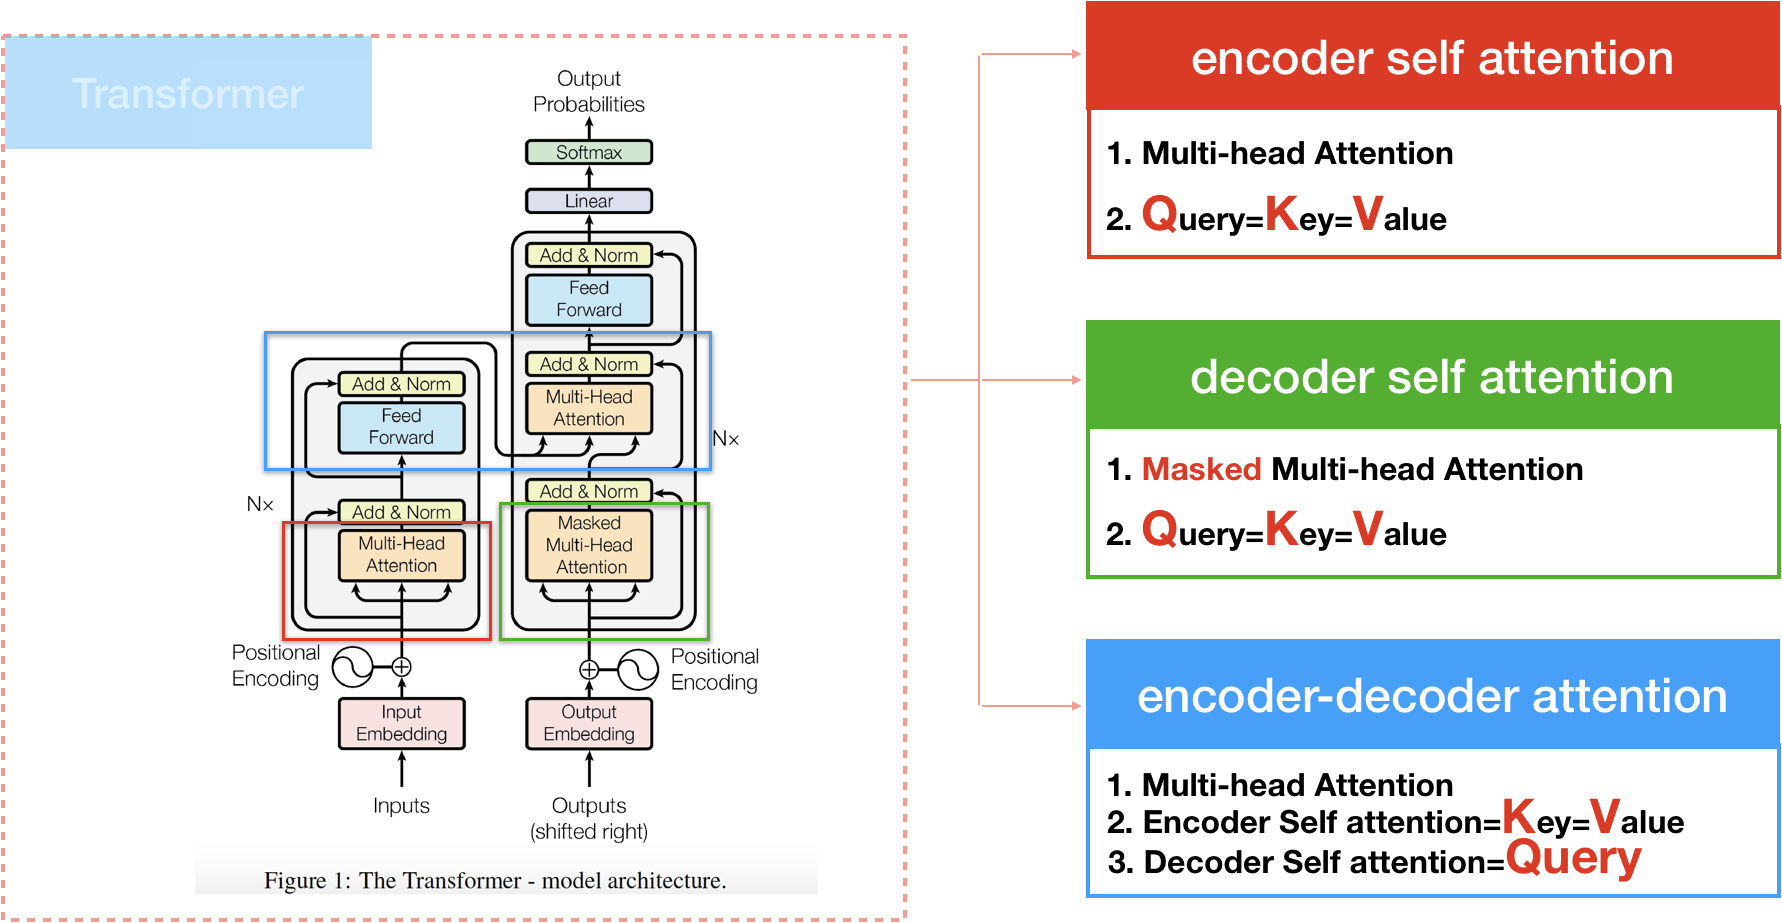 Transformer
Output
Probabilities
Softmax
Linear
Add & Norm
Feed
Forward
Add & Norm
Multi-Head
Attention
N×
Add & Norm
Masked
Multi-Head
Attention
Add & Norm
Feed
Forward
N×
Add & Norm
Multi-Head
Attention
Positional
Encoding
Positional
Encoding
Input
Embedding
Output
Embedding
Inputs
Outputs
(shifted right)
Figure 1: The Transformer - model architecture.
encoder self attention
1. Multi-head Attention
2. Query=Key=Value
decoder self attention
1. Masked Multi-head Attention
2. Query=Key=Value
encoder-decoder attention
1. Multi-head Attention
2. Encoder Self attention=Key=Value
3. Decoder Self attention=Query